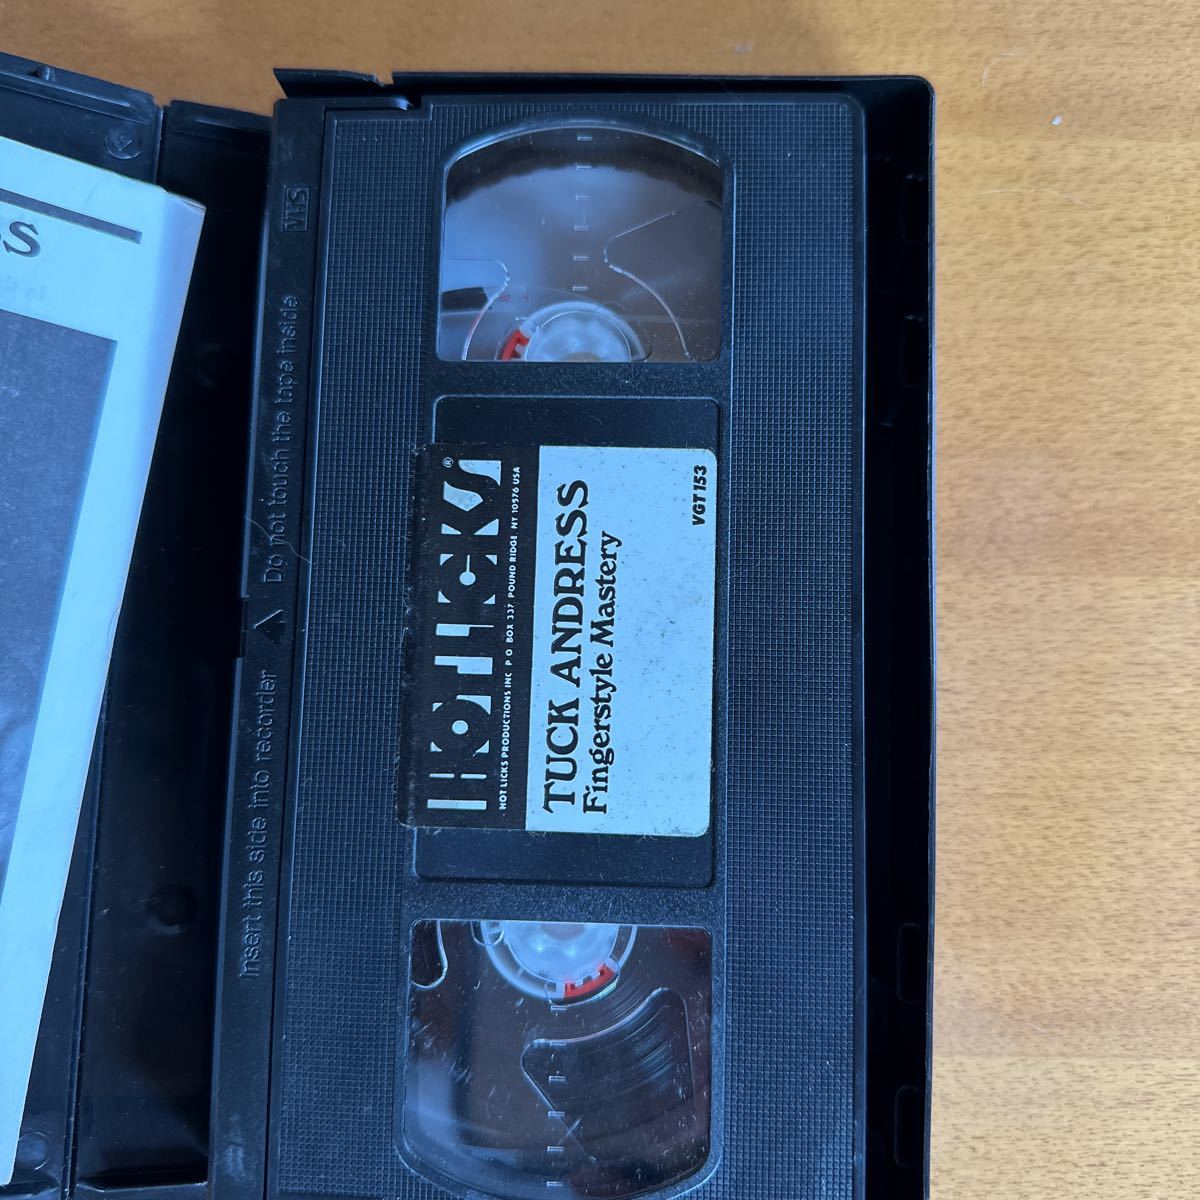 VHS
Insert this side into recorder △ Do not touch the tape inside
HOT LICKS®
HOT LICKS PRODUCTIONS INC P O BOX 337 POUND RIDGE NY 10576 USA
TUCK ANDRESS
Fingerstyle Mastery
VGT 153